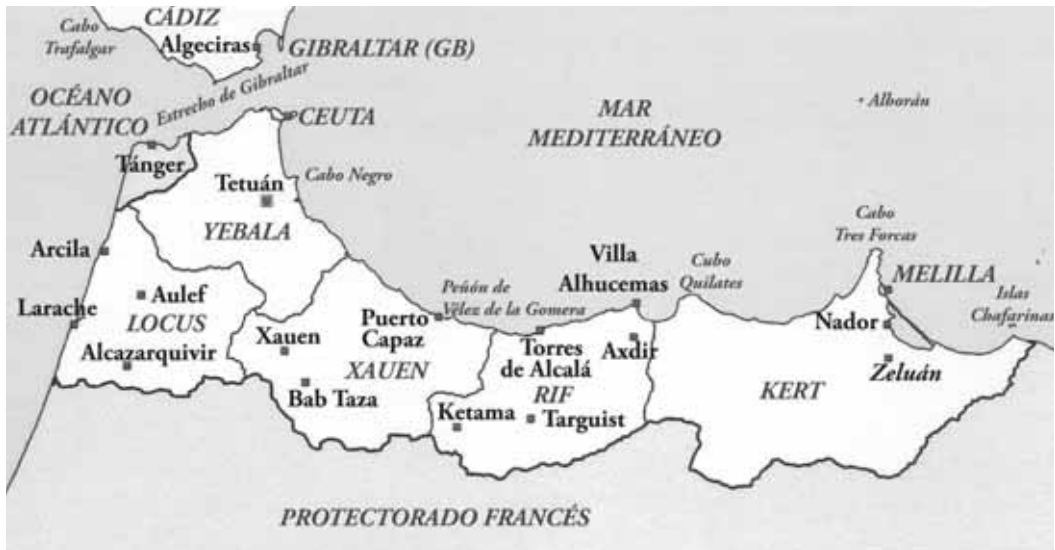 CÁDIZ
Cabo
Trafalgar
Algeciras
GIBRALTAR (GB)
Estrecho de Gibraltar
OCÉANO
ATLÁNTICO
CEUTA
MAR
MEDITERRÁNEO
Alborán
Tánger
Tetuán
Cabo Negro
YEBALA
Arcila
Villa
Alhucemas
Cubo
Quilates
Cabo
Tres Forcas
MELILLA
Islas
Chafarinas
Aulef
Larache
LOCUS
Alcazarquivir
Xauen
Puerto
Capaz
Peñón de
Vélez de la Gomera
XAUEN
Bab Taza
Torres
de Alcalá
Axdir
RIF
Ketama
Targuist
KERT
Nador
Zeluán
PROTECTORADO FRANCÉS